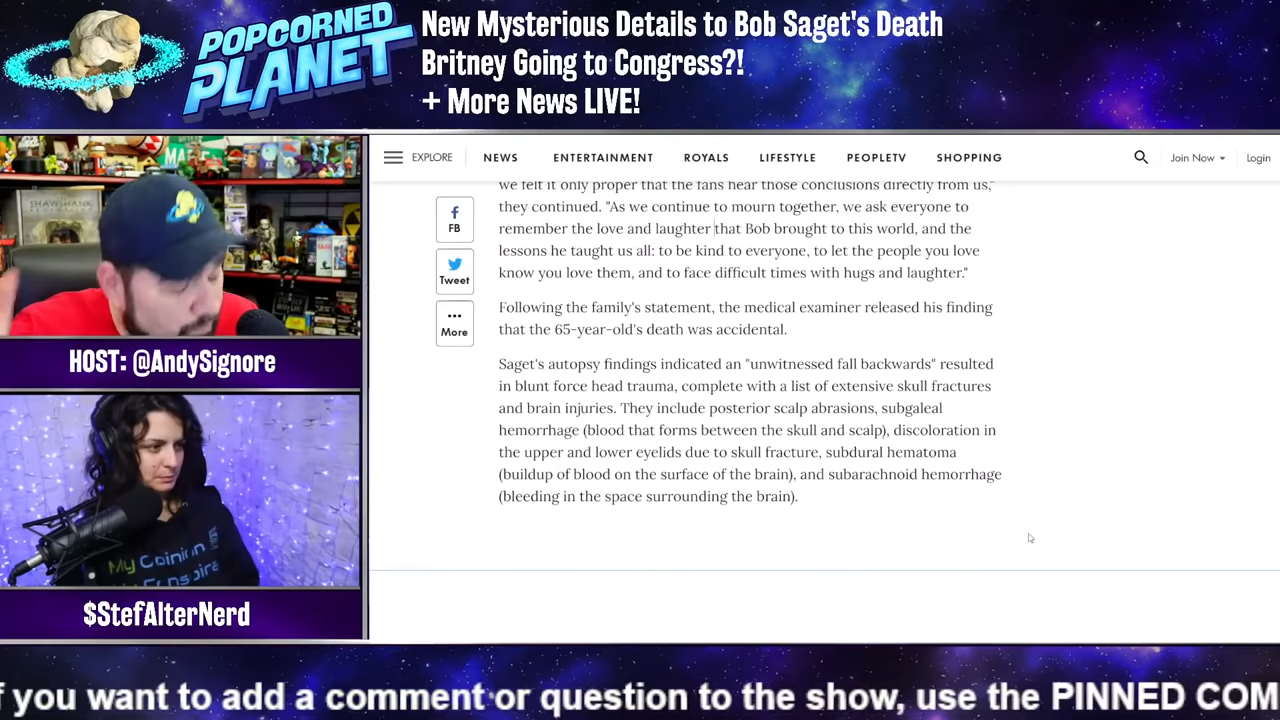 POPCORNED
PLANET
New Mysterious Details to Bob Saget's Death
Britney Going to Congress?!
+ More News LIVE!
EXPLORE
NEWS
ENTERTAINMENT
ROYALS
LIFESTYLE
PEOPLETV
SHOPPING
Join Now
Login
SHAWSHANK
HOST: @AndySignore
$StefAlterNerd
FB
Tweet
More
we felt it only proper that the fans hear those conclusions directly from us,"
they continued. "As we continue to mourn together, we ask everyone to
remember the love and laughter that Bob brought to this world, and the
lessons he taught us all: to be kind to everyone, to let the people you love
know you love them, and to face difficult times with hugs and laughter."
Following the family's statement, the medical examiner released his finding
that the 65-year-old's death was accidental.
Saget's autopsy findings indicated an "unwitnessed fall backwards" resulted
in blunt force head trauma, complete with a list of extensive skull fractures
and brain injuries. They include posterior scalp abrasions, subgaleal
hemorrhage (blood that forms between the skull and scalp), discoloration in
the upper and lower eyelids due to skull fracture, subdural hematoma
(buildup of blood on the surface of the brain), and subarachnoid hemorrhage
(bleeding in the space surrounding the brain).
f you want to add a comment or question to the show, use the PINNED COM